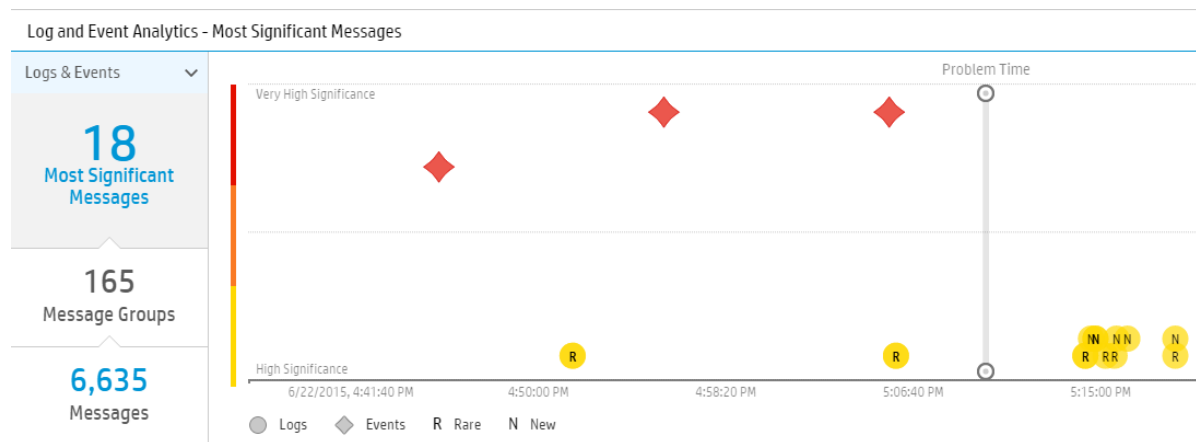 Log and Event Analytics - Most Significant Messages
Logs & Events
18
Most Significant
Messages
165
Message Groups
6,635
Messages
Problem Time
Very High Significance
High Significance
R
R
NN NN N
R RR R
6/22/2015, 4:41:40 PM 4:50:00 PM 4:58:20 PM 5:06:40 PM 5:15:00 PM
Logs Events R Rare N New